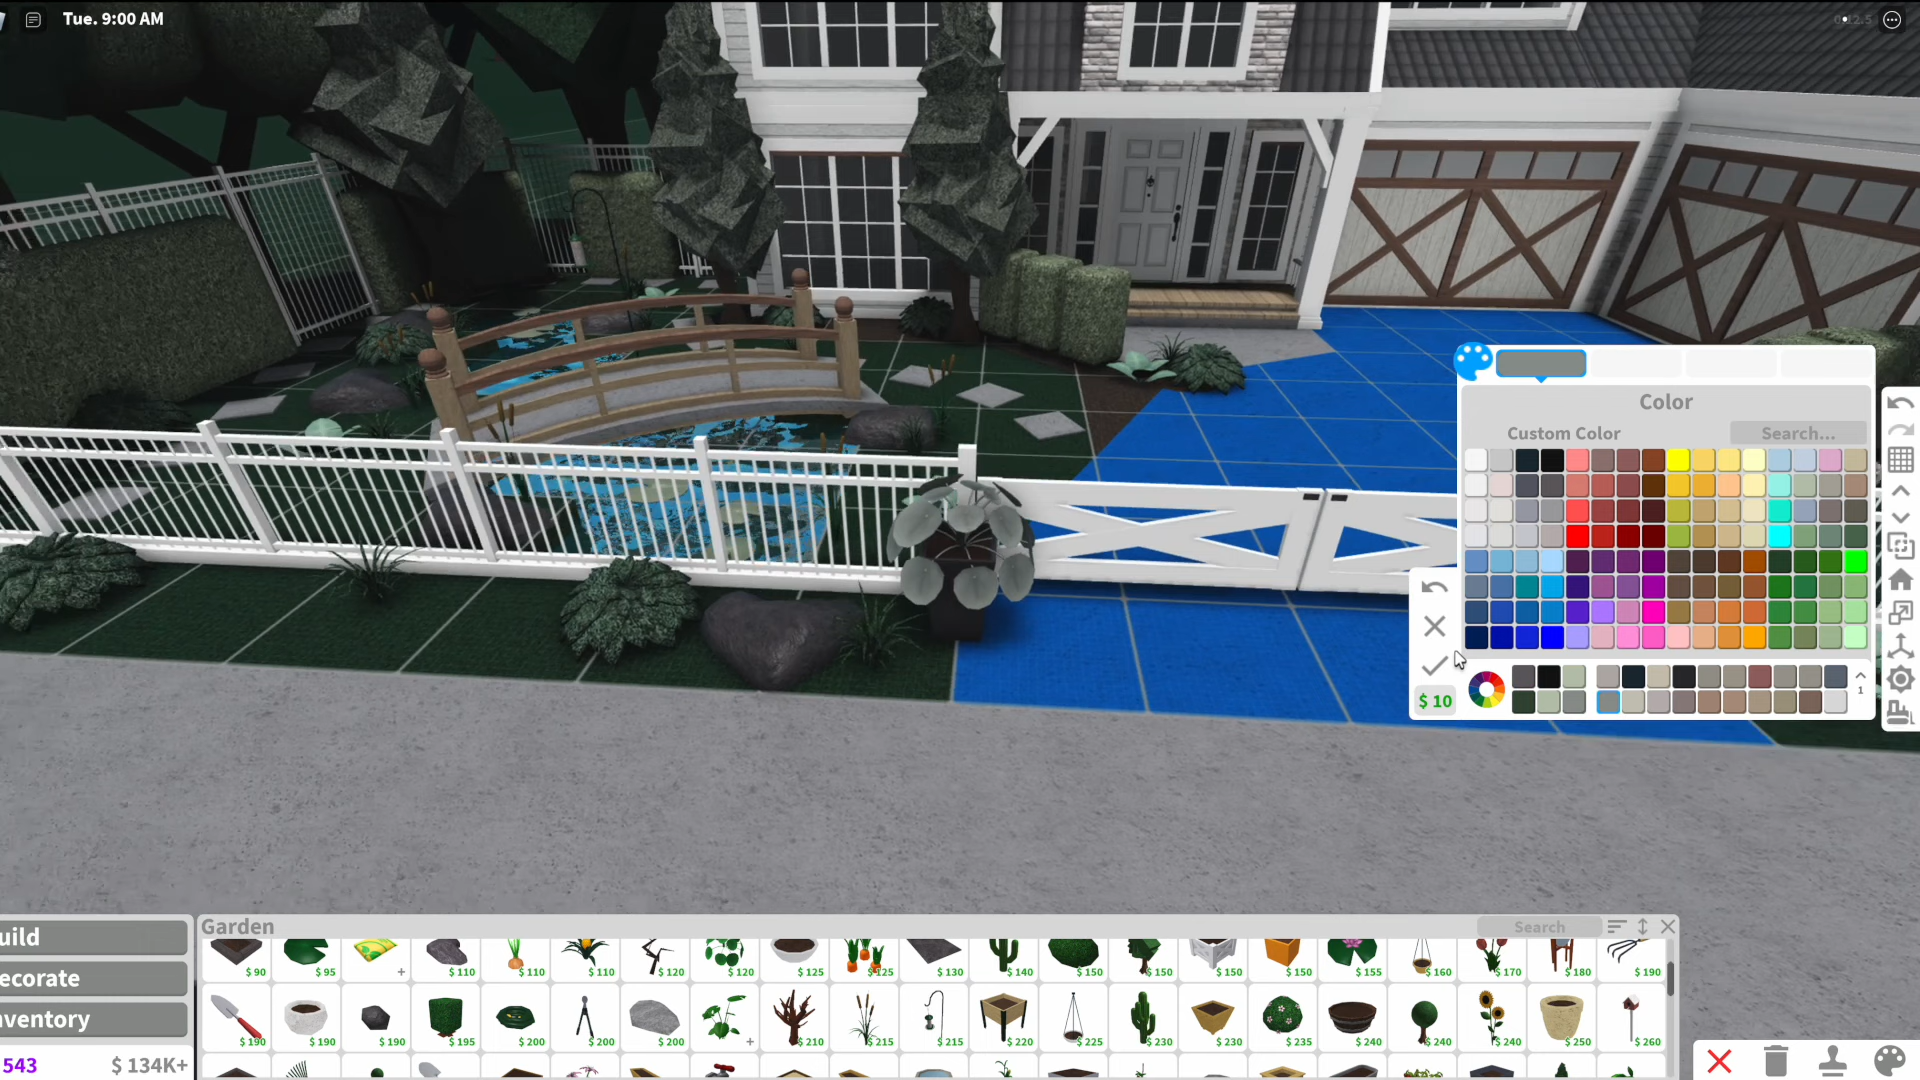 Tue. 9:00 AM
Color
Custom Color
Search...
1
$ 10
uild
ecorate
nventory
543
$ 134K+
Garden
Search
$ 90 $ 95 + $ 110 $ 110 $ 110 $ 120 $ 120 $ 125 $ 125 $ 130 $ 140 $ 150 $ 150 $ 150 $ 150 $ 155 $ 160 $ 170 $ 180 $ 190
$ 190 $ 190 $ 190 $ 195 $ 200 $ 200 $ 200 + $ 210 $ 215 $ 215 $ 220 $ 225 $ 230 $ 230 $ 235 $ 240 $ 240 $ 240 $ 250 $ 260